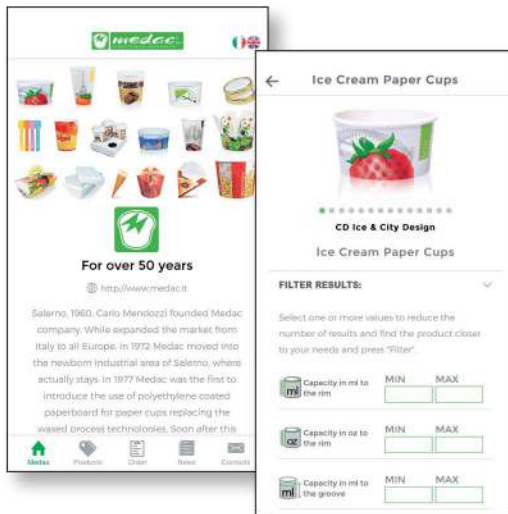 medac
For over 50 years
http://www.medac.it
Salerno, 1960, Carlo Mendozzi founded Medac
company. While expanded the market from
Italy to all Europe, in 1972 Medac moved into
the newborn industrial area of Salerno, where
actually stays. In 1977 Medac was the first to
introduce the use of polyethylene coated
paperboard for paper cups replacing the
waxed process technologies. Soon after this
Medac
Products
Order
News
Contacts
Ice Cream Paper Cups
CD Ice & City Design
Ice Cream Paper Cups
FILTER RESULTS:
Select one or more values to reduce the
number of results and find the product closer
to your needs and press "Filter".
ml
Capacity in ml to
the rim
MIN
MAX
oz
Capacity in oz to
the rim
MIN
MAX
ml
Capacity in ml to
the groove
MIN
MAX